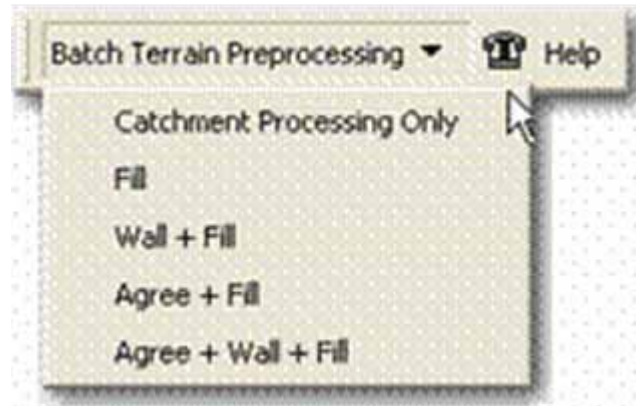 Batch Terrain Preprocessing Help
Catchment Processing Only
Fill
Wall + Fill
Agree + Fill
Agree + Wall + Fill